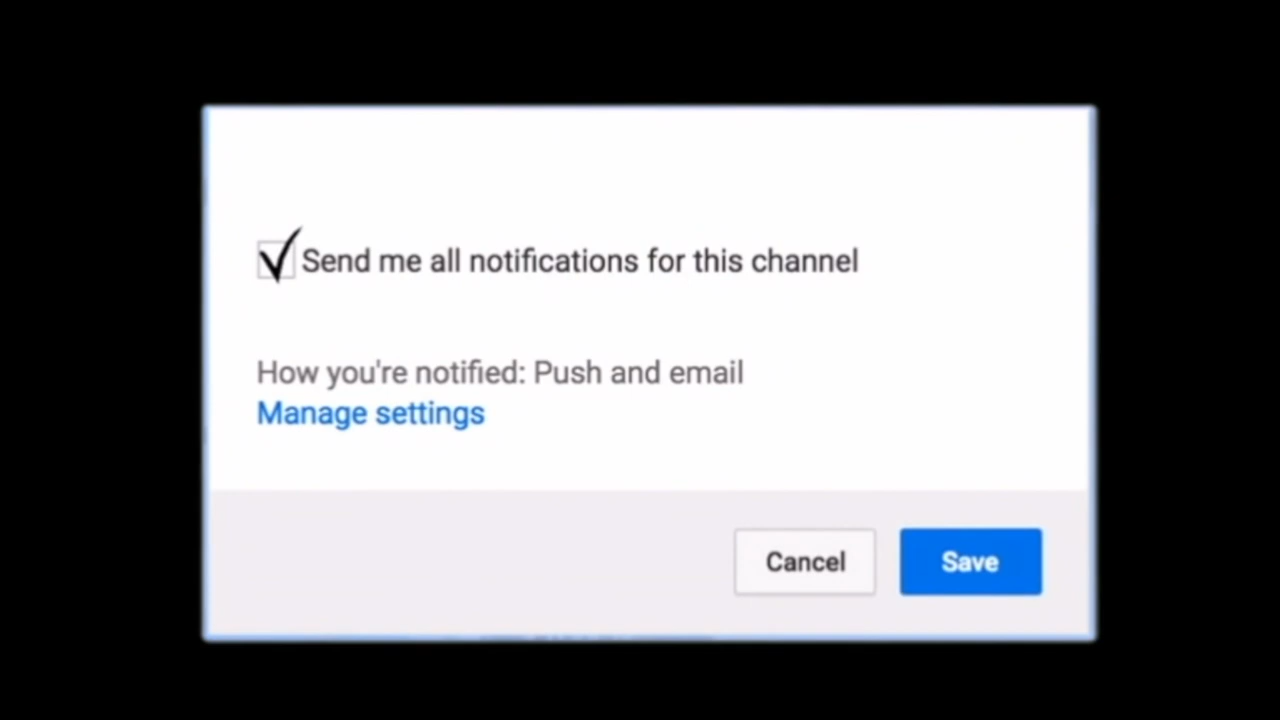 Send me all notifications for this channel
How you're notified: Push and email
Manage settings
Cancel
Save